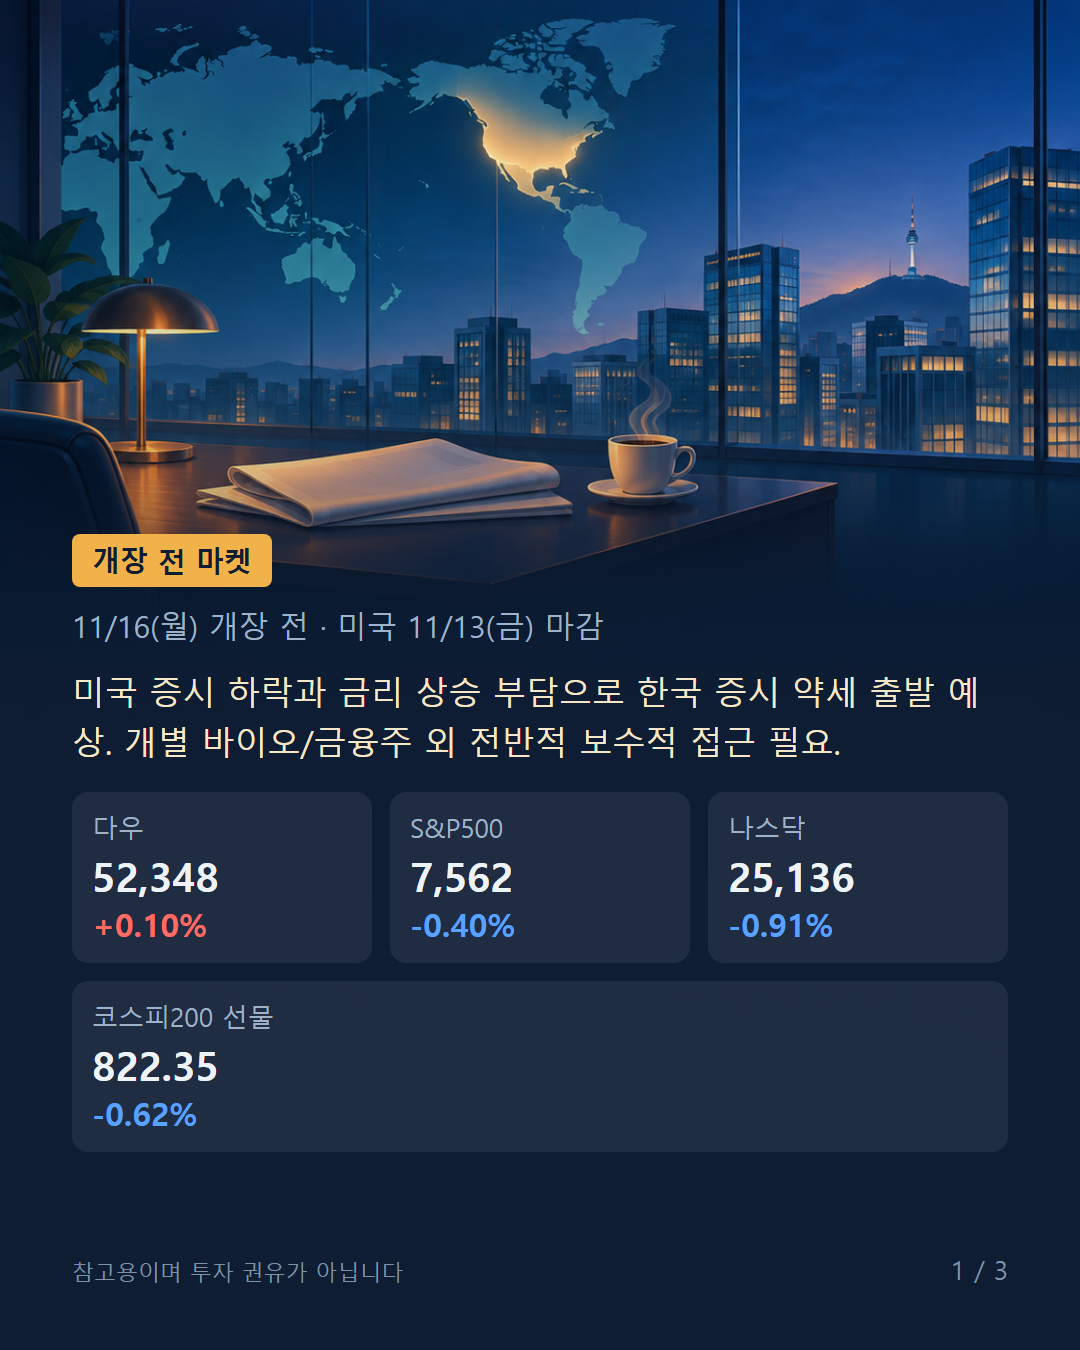 개장 전 마켓
11/16(월) 개장 전 · 미국 11/13(금) 마감
미국 증시 하락과 금리 상승 부담으로 한국 증시 약세 출발 예
상. 개별 바이오/금융주 외 전반적 보수적 접근 필요.
다우
52,348
+0.10%
S&P500
7,562
-0.40%
나스닥
25,136
-0.91%
코스피200 선물
822.35
-0.62%
참고용이며 투자 권유가 아닙니다
1 / 3